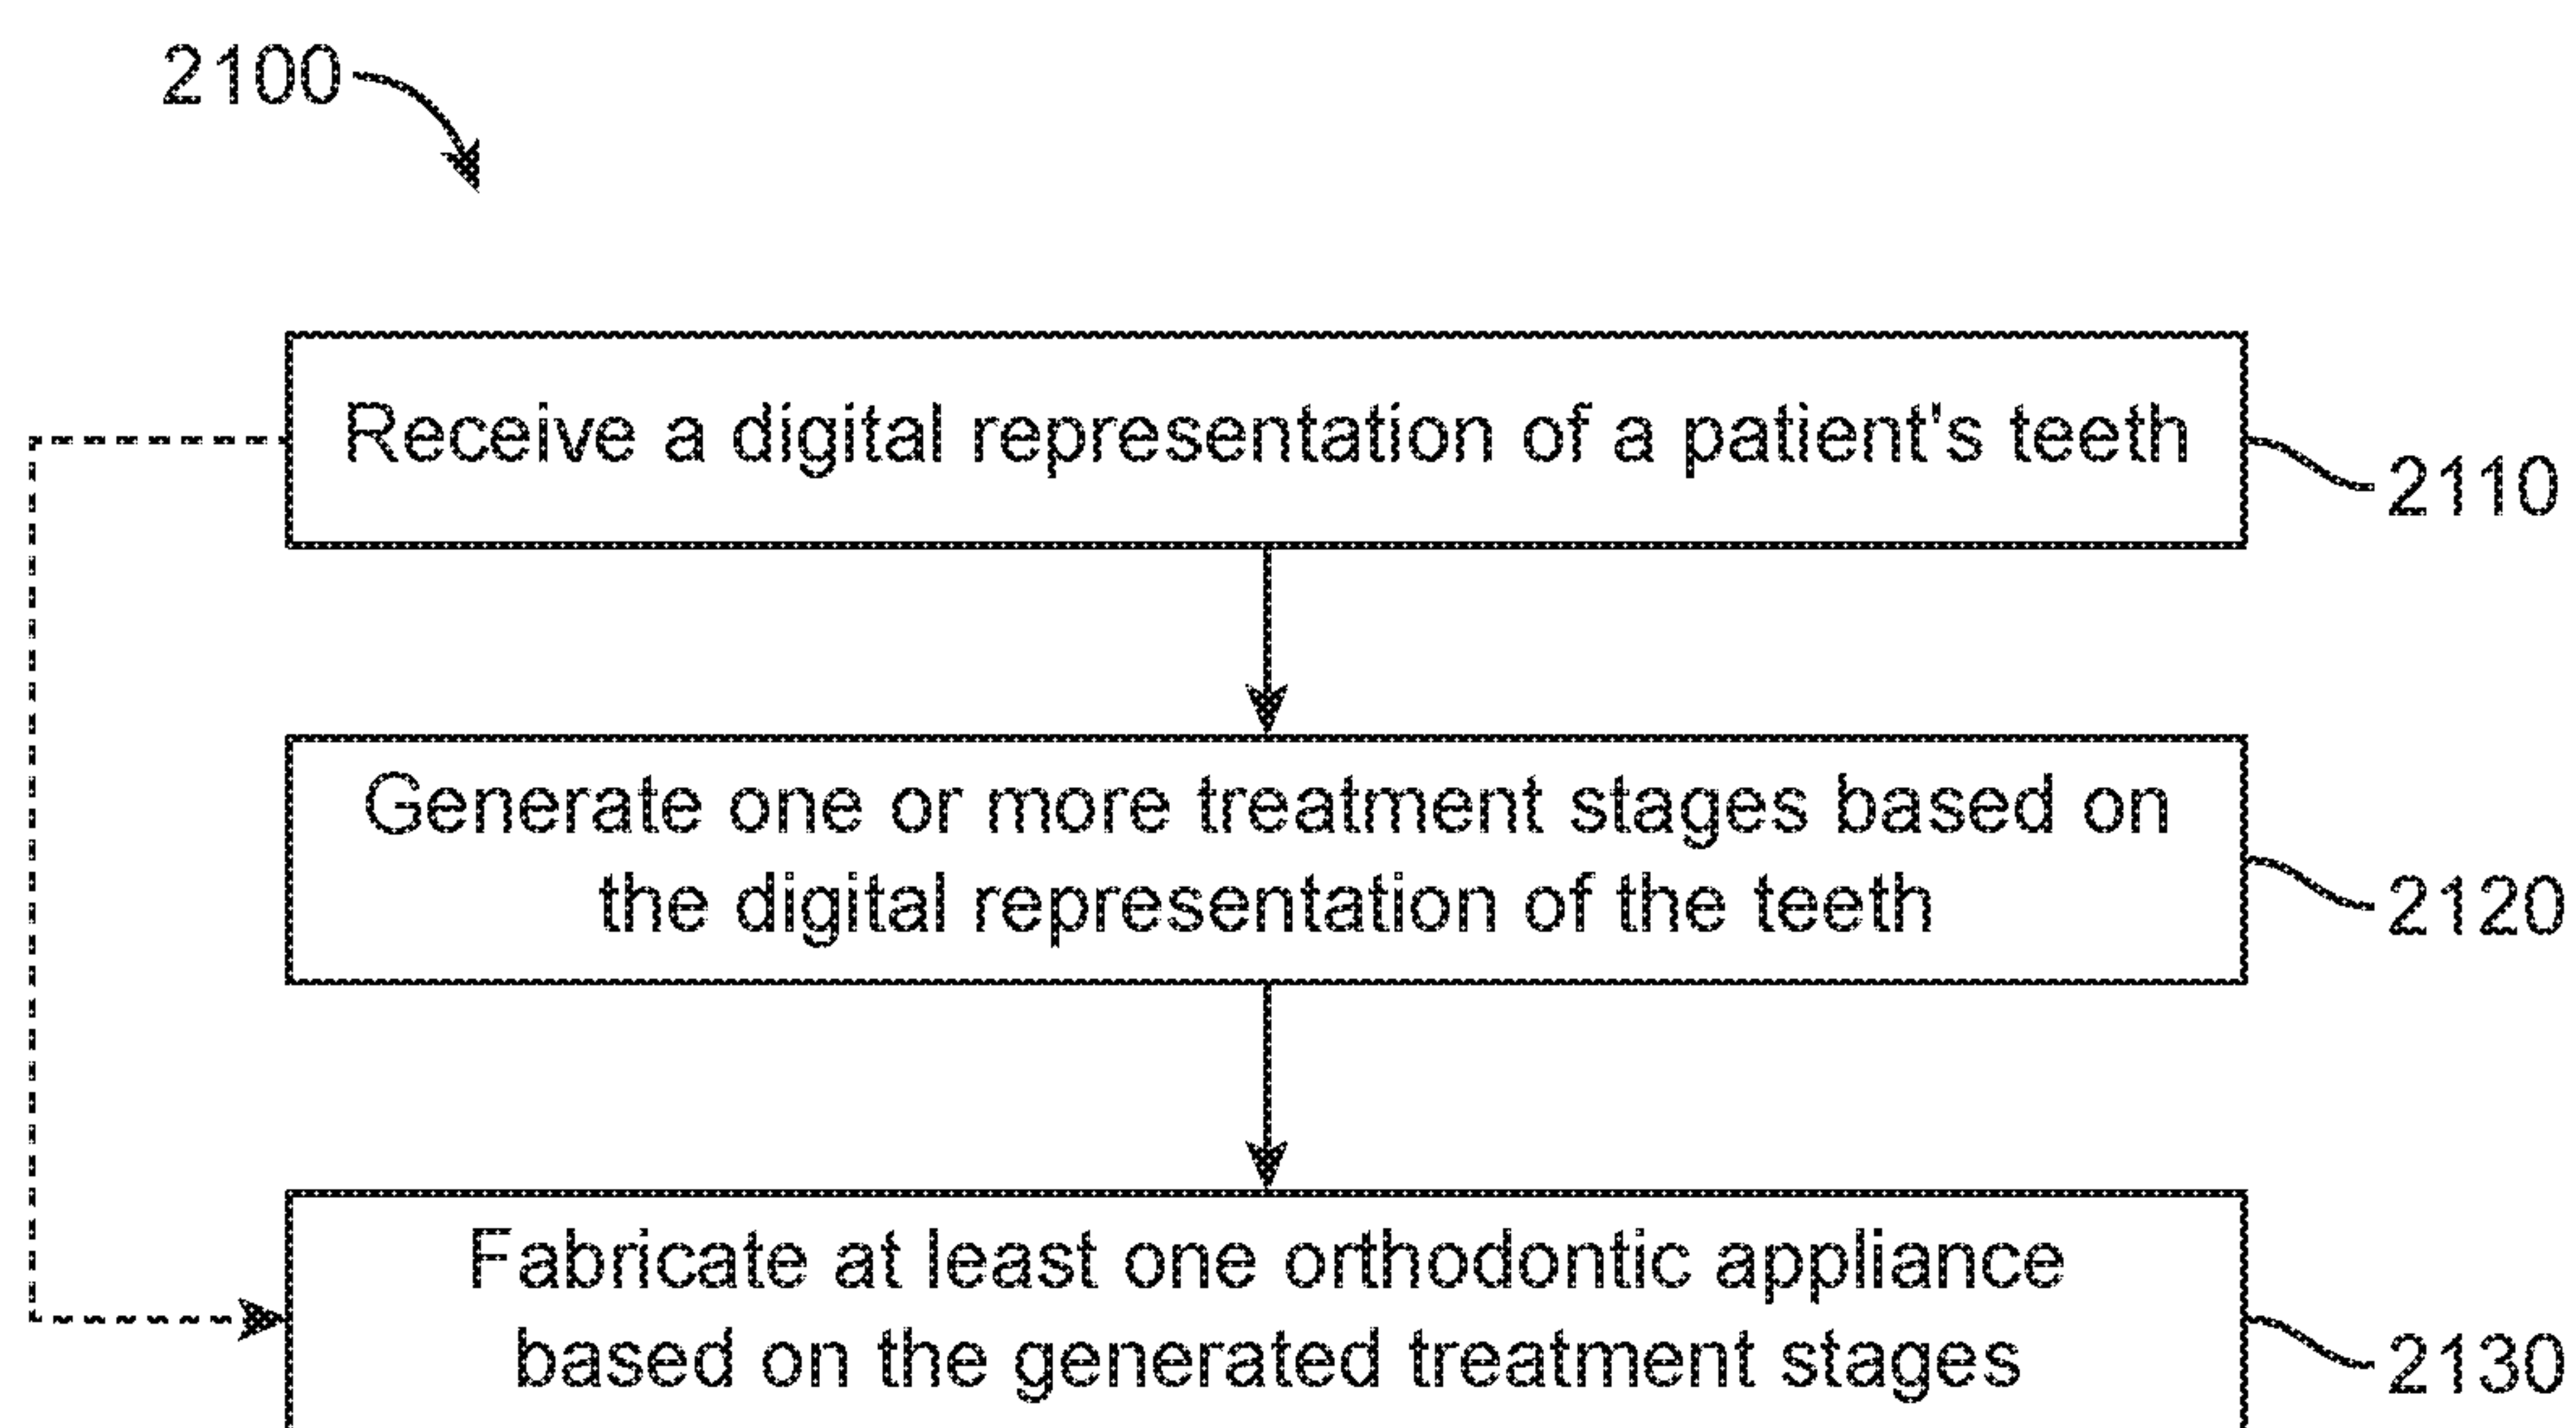 2100
Receive a digital representation of a patient's teeth
2110
Generate one or more treatment stages based on
the digital representation of the teeth
2120
Fabricate at least one orthodontic appliance
based on the generated treatment stages
2130